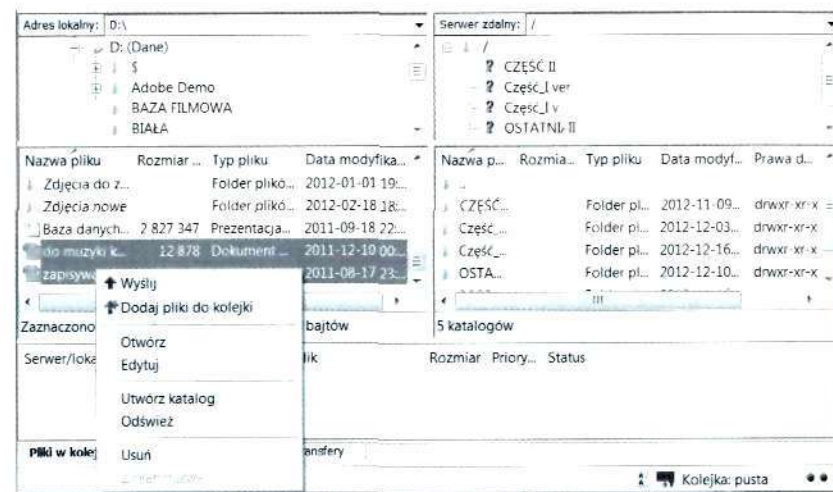 Adres lokalny: D:\
D: (Dane)
$
Adobe Demo
BAZA FILMOWA
BIAŁA
Serwer zdalny: /
/
? CZĘŚĆ II
? Część_I ver
? Część_I v
? OSTATNI- II
Nazwa pliku Rozmiar ... Typ pliku Data modyfika...
Zdjęcia do z... Folder plikó... 2012-01-01 19:...
Zdjęcia nowe Folder plikó... 2012-02-18 18:...
Baza danych... 2 827 347 Prezentacja... 2011-09-18 22:...
do muzyki k... 12 878 Dokument ... 2011-12-10 00:...
zapisywa 2011-08-17 23:...
Nazwa p... Rozmia... Typ pliku Data modyf... Prawa d...
..
CZĘŚĆ... Folder pl... 2012-11-09... drwxr-xr-x
Część_... Folder pl... 2012-12-03... drwxr-xr-x
Część_... Folder pl... 2012-12-16... drwxr-xr-x
OSTA... Folder pl... 2012-12-10... drwxr-xr-x
Wyślij
Dodaj pliki do kolejki
Otwórz
Edytuj
Utwórz katalog
Odśwież
Usuń
Zaznaczono bajtów
5 katalogów
Serwer/loka lik Rozmiar Priory... Status
Pliki w kolej ansfery
Kolejka: pusta